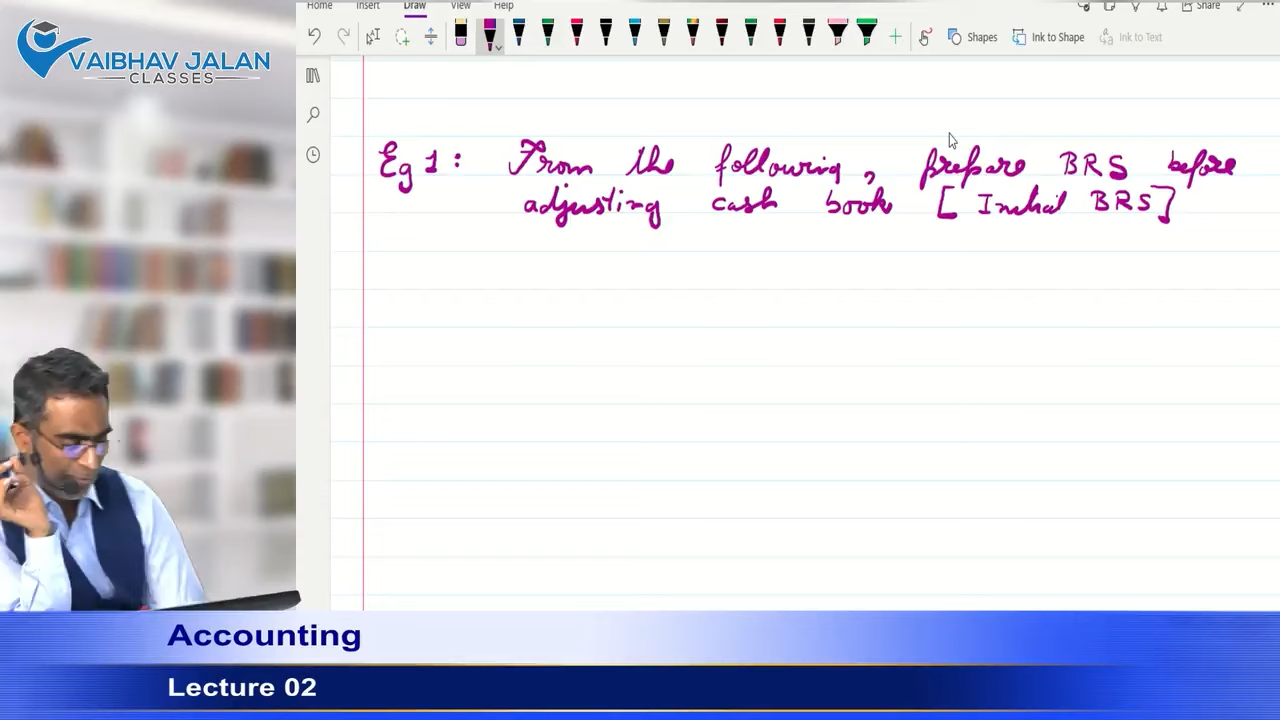 Home Insert Draw View Help Share
VAIBHAV JALAN
CLASSES
Shapes Ink to Shape Ink to Text
Eg 1 : From the following, prepare BRS before
adjusting cash book [ Initial BRS ]
Accounting
Lecture 02